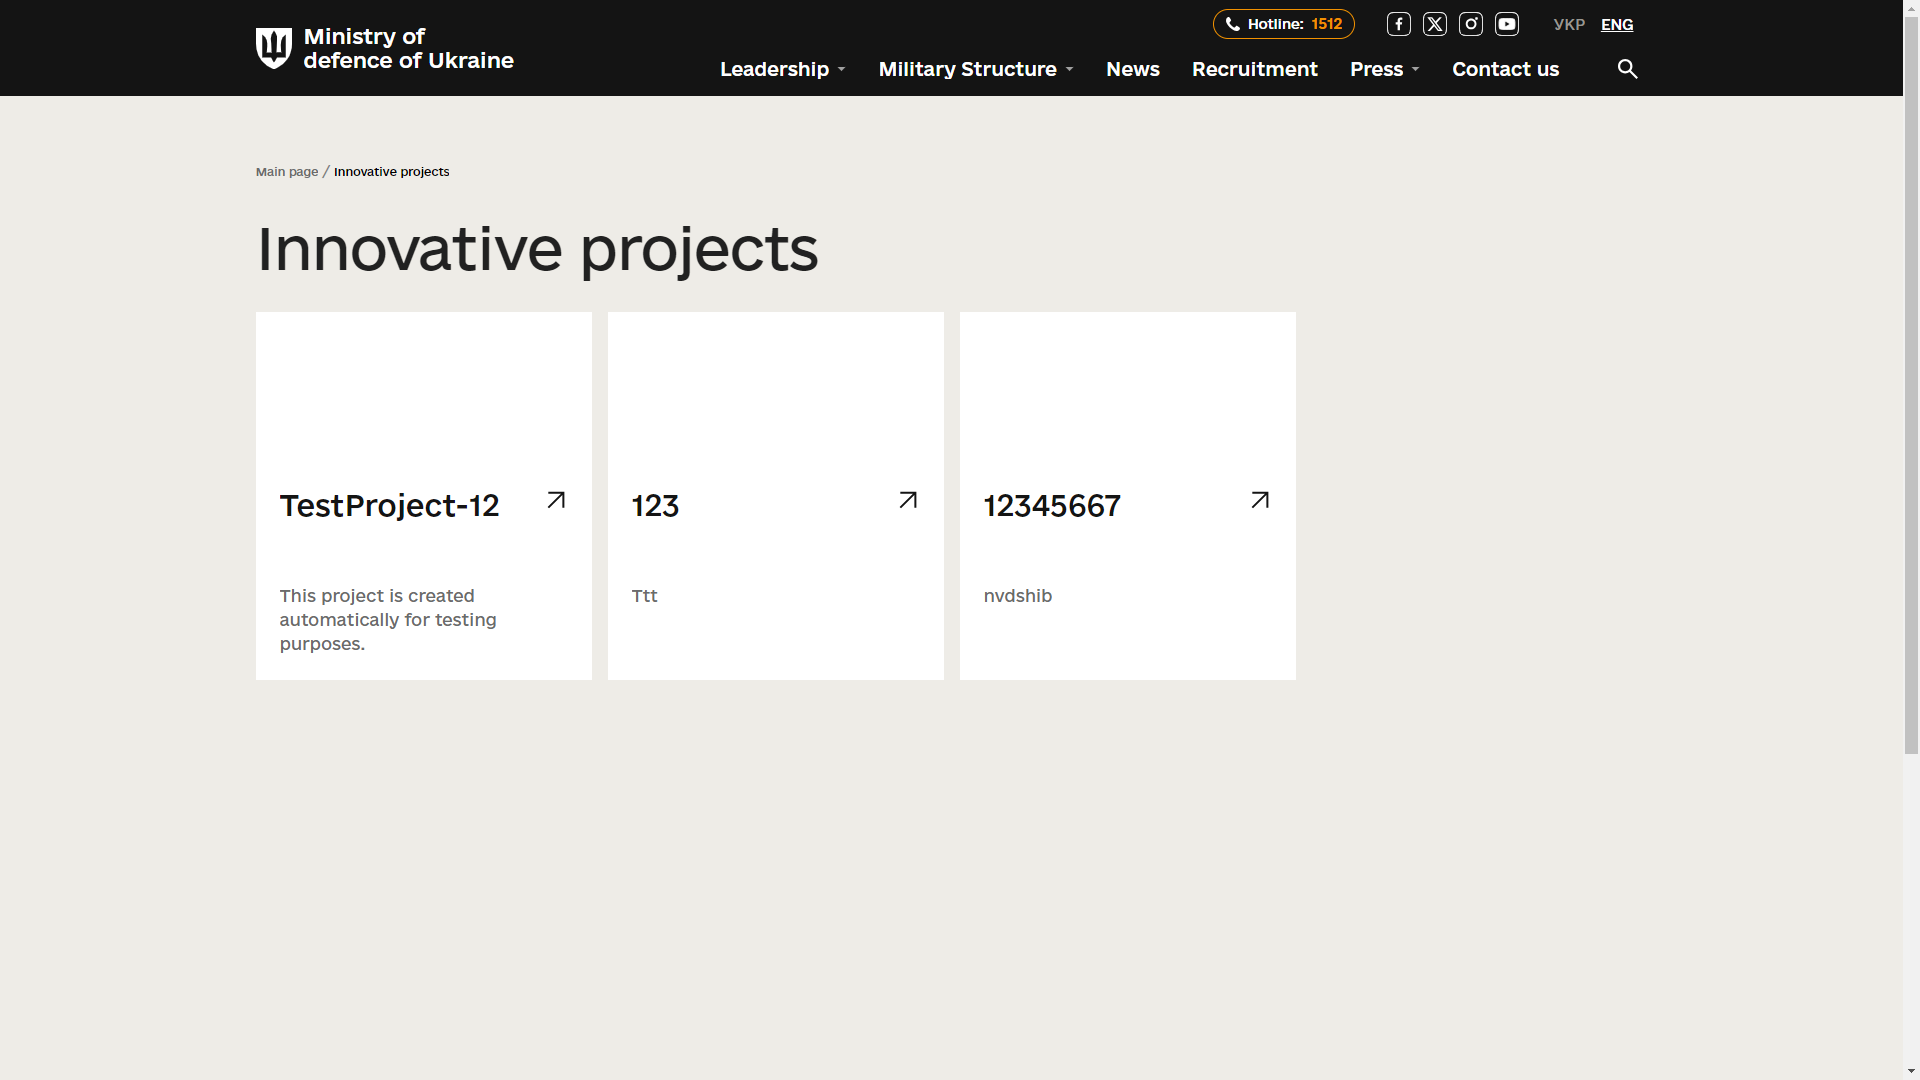 Ministry of
defence of Ukraine
Hotline: 1512
УКР ENG
Leadership Military Structure News Recruitment Press Contact us
Main page / Innovative projects
Innovative projects
TestProject-12
This project is created
automatically for testing
purposes.
123
Ttt
12345667
nvdshib